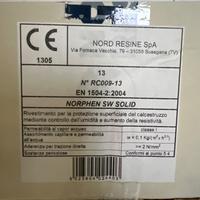 CE
NORD RESINE SpA
Via Fornace Vecchia, 79 – 31058 Susegana (TV)
1305
13
N° RC009-13
EN 1504-2:2004
NORPHEN SW SOLID
Rivestimento per la protezione superficiale del calcestruzzo
mediante controllo dell'umidità e aumento della resistività.
Permeabilità al vapor acqueo classe I
Assorbimento capillare e permeabilità all'acqua
Adesione per trazione diretta ≥ 2 N/mm²
Sostanze pericolose Conforme al punto 5.4